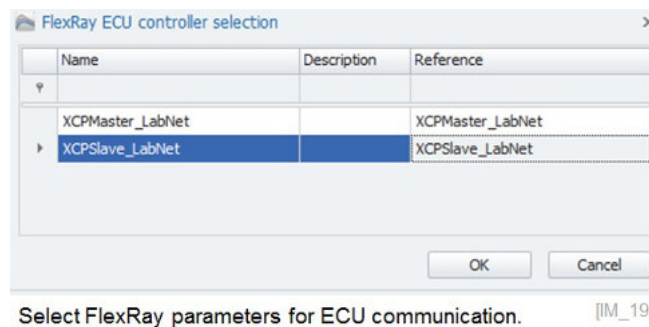 FlexRay ECU controller selection
Name Description Reference
XCPMaster_LabNet XCPMaster_LabNet
XCPSlave_LabNet XCPSlave_LabNet
OK Cancel
Select FlexRay parameters for ECU communication. [IM_19